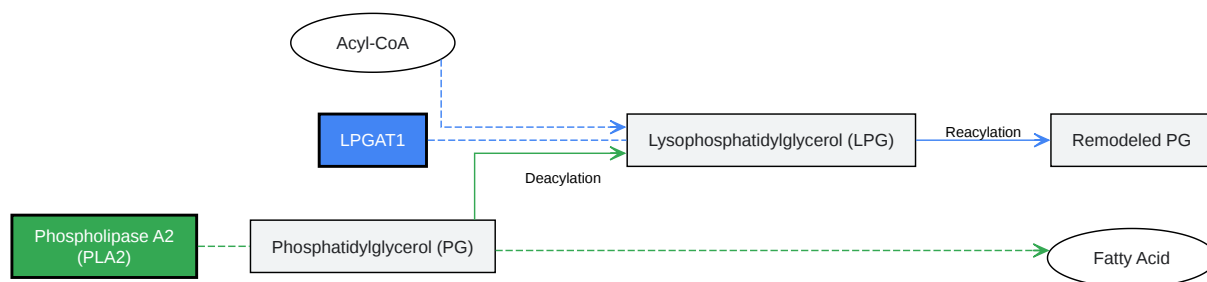 Acyl-CoA
LPGAT1
Lysophosphatidylglycerol (LPG)
Reacylation
Remodeled PG
Deacylation
Phospholipase A2
(PLA2)
Phosphatidylglycerol (PG)
Fatty Acid